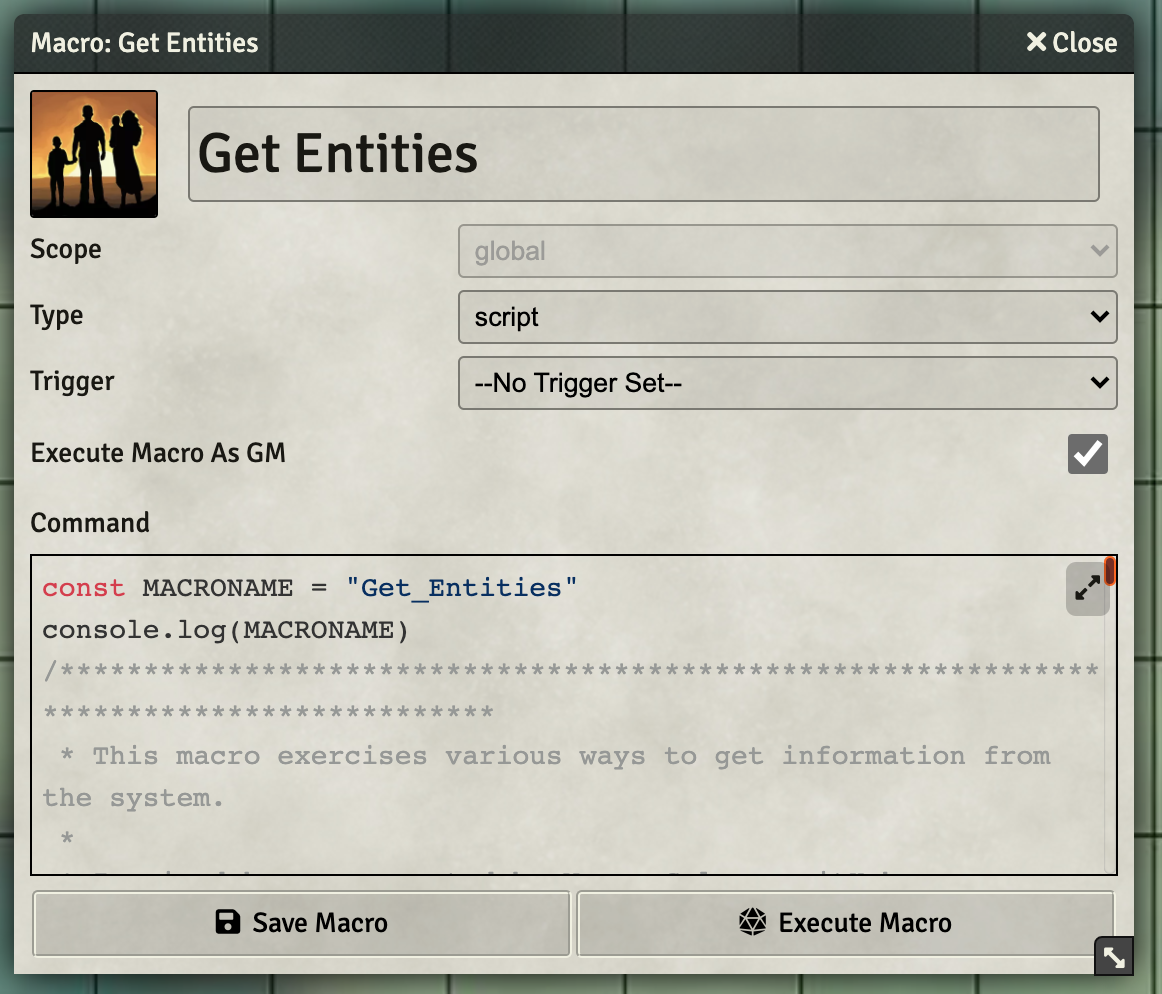 Macro: Get Entities
Close
Get Entities
Scope
global
Type
script
Trigger
--No Trigger Set--
Execute Macro As GM
Command
const MACRONAME = "Get_Entities"
console.log(MACRONAME)
/**************************************************************
***************************
* This macro exercises various ways to get information from
the system.
*
Save Macro
Execute Macro